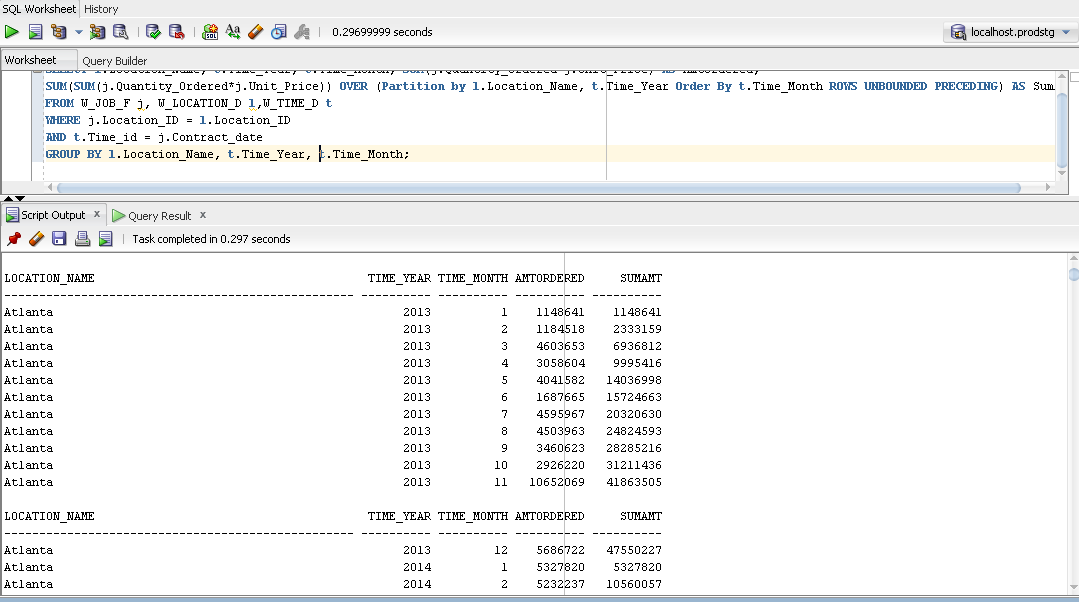 SQL Worksheet History
0.29699999 seconds
localhost.prodstg
Worksheet Query Builder
SELECT l.Location_Name, t.Time_Year, t.Time_Month, SUM(j.Quantity_Ordered*j.Unit_Price) AS AmtOrdered,
SUM(SUM(j.Quantity_Ordered*j.Unit_Price)) OVER (Partition by l.Location_Name, t.Time_Year Order By t.Time_Month ROWS UNBOUNDED PRECEDING) AS Sum
FROM W_JOB_F j, W_LOCATION_D l,W_TIME_D t
WHERE j.Location_ID = l.Location_ID
AND t.Time_id = j.Contract_date
GROUP BY l.Location_Name, t.Time_Year, t.Time_Month;
Script Output x Query Result x
Task completed in 0.297 seconds
LOCATION_NAME TIME_YEAR TIME_MONTH AMTORDERED SUMAMT
-------------------------------------------------- ---------- ---------- ---------- ----------
Atlanta 2013 1 1148641 1148641
Atlanta 2013 2 1184518 2333159
Atlanta 2013 3 4603653 6936812
Atlanta 2013 4 3058604 9995416
Atlanta 2013 5 4041582 14036998
Atlanta 2013 6 1687665 15724663
Atlanta 2013 7 4595967 20320630
Atlanta 2013 8 4503963 24824593
Atlanta 2013 9 3460623 28285216
Atlanta 2013 10 2926220 31211436
Atlanta 2013 11 10652069 41863505
LOCATION_NAME TIME_YEAR TIME_MONTH AMTORDERED SUMAMT
-------------------------------------------------- ---------- ---------- ---------- ----------
Atlanta 2013 12 5686722 47550227
Atlanta 2014 1 5327820 5327820
Atlanta 2014 2 5232237 10560057